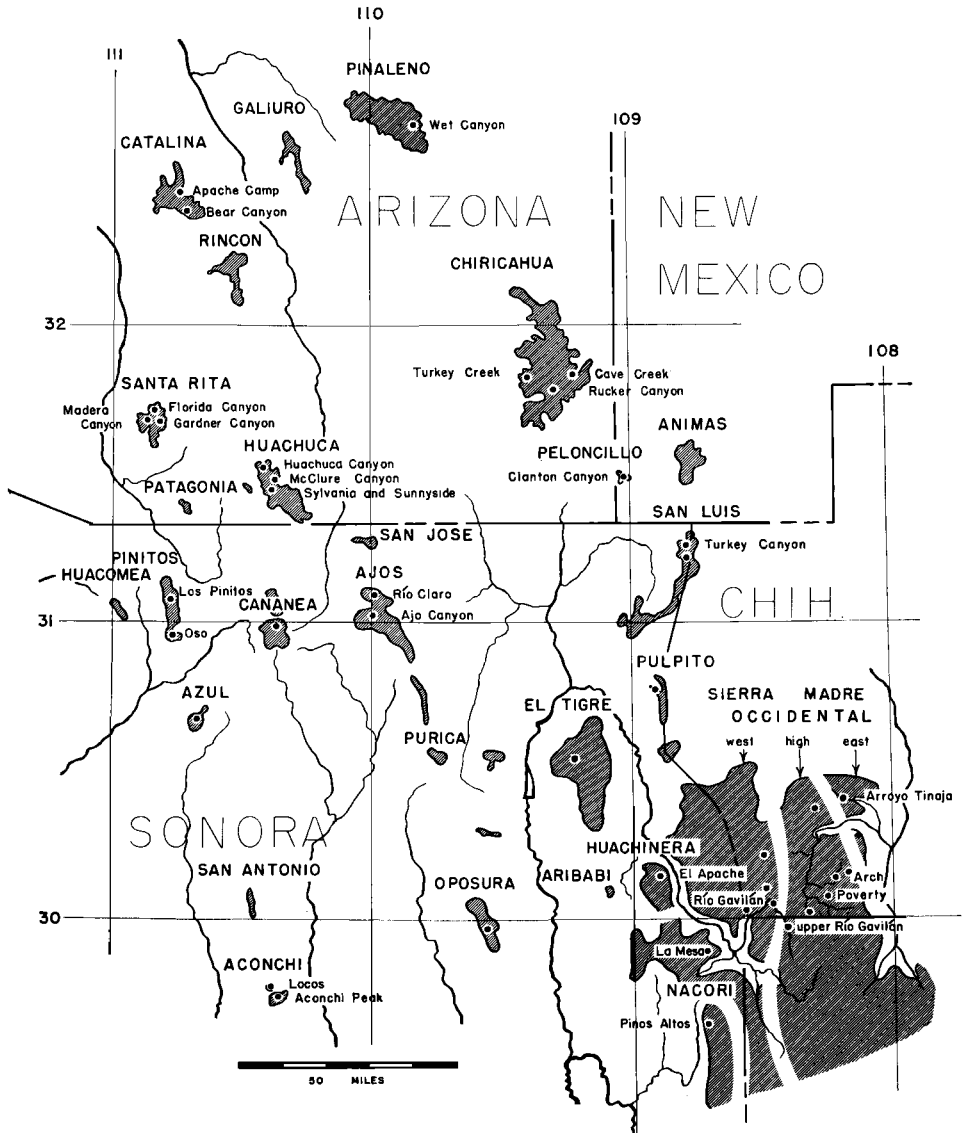 110
111
PINALENO
Wet Canyon
GALIURO
109
CATALINA
Apache Camp
Bear Canyon
ARIZONA
NEW
MEXICO
RINCON
CHIRICAHUA
32
108
Turkey Creek
Cave Creek
Rucker Canyon
SANTA RITA
Madera
Canyon
Florida Canyon
Gardner Canyon
ANIMAS
HUACHUCA
Huachuca Canyon
McClure Canyon
Sylvania and Sunnyside
PELONCILLO
Clanton Canyon
PATAGONIA
SAN LUIS
SAN JOSE
Turkey Canyon
PINITOS
HUACOMEA
Los Pinitos
CANANEA
AJOS
Río Claro
Ajo Canyon
CHIH
31
Oso
PULPITO
AZUL
EL TIGRE
SIERRA MADRE
OCCIDENTAL
west
high
east
PURICA
Arroyo Tinaja
SONORA
HUACHINERA
El Apache
SAN ANTONIO
OPOSURA
ARIBABI
Arch
Poverty
Río Gavilán
30
upper Río Gavilán
La Mesa
ACONCHI
Locos
Aconchi Peak
NACORI
Pinos Altos
50 MILES